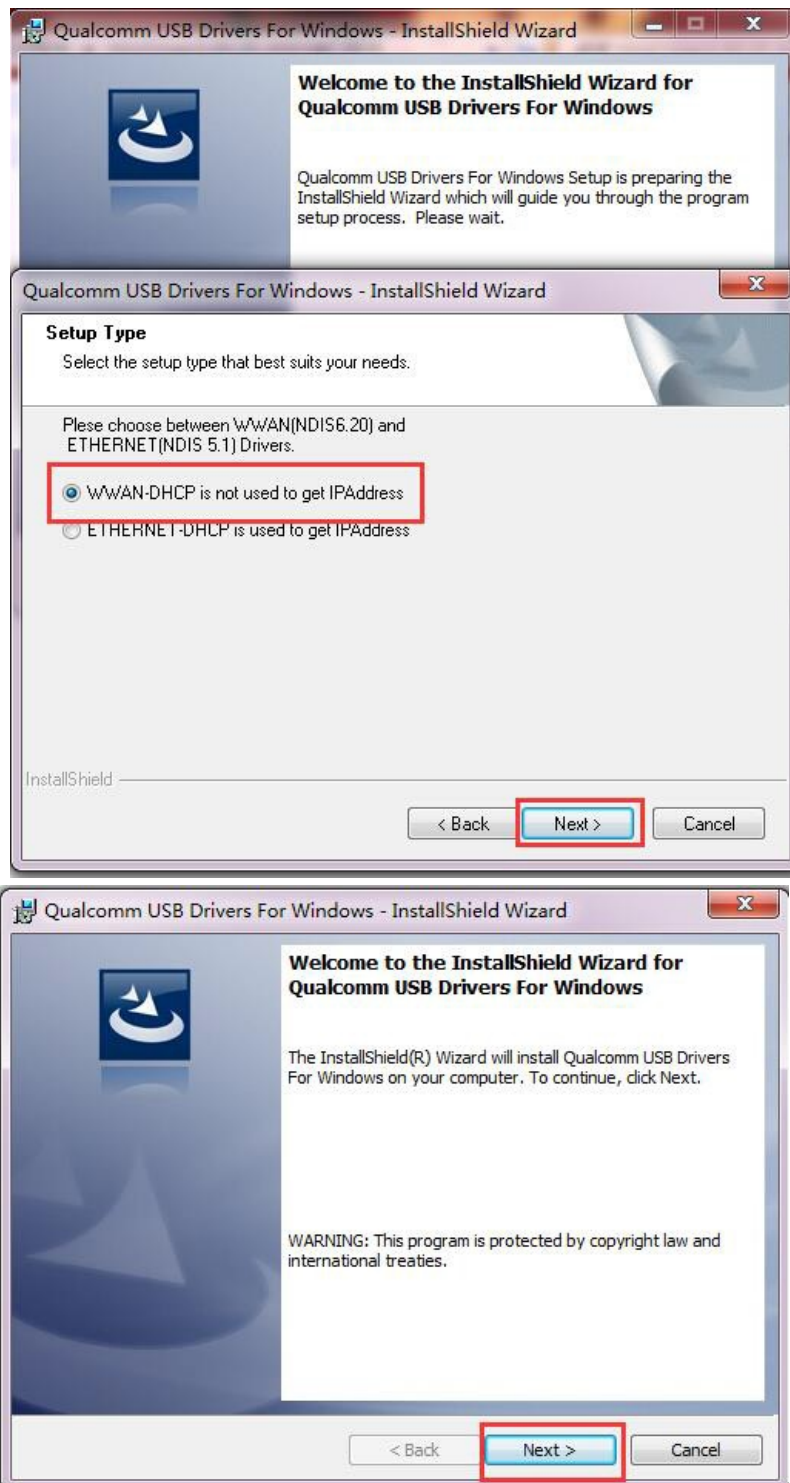 Qualcomm USB Drivers For Windows - InstallShield Wizard
Welcome to the InstallShield Wizard for
Qualcomm USB Drivers For Windows
Qualcomm USB Drivers For Windows Setup is preparing the
InstallShield Wizard which will guide you through the program
setup process. Please wait.
Qualcomm USB Drivers For Windows - InstallShield Wizard
Setup Type
Select the setup type that best suits your needs.
Plese choose between WWAN(NDIS6.20) and
ETHERNET(NDIS 5.1) Drivers.
WWAN-DHCP is not used to get IPAddress
ETHERNET-DHCP is used to get IPAddress
InstallShield
< Back Next > Cancel
Qualcomm USB Drivers For Windows - InstallShield Wizard
Welcome to the InstallShield Wizard for
Qualcomm USB Drivers For Windows
The InstallShield(R) Wizard will install Qualcomm USB Drivers
For Windows on your computer. To continue, click Next.
WARNING: This program is protected by copyright law and
international treaties.
< Back Next > Cancel